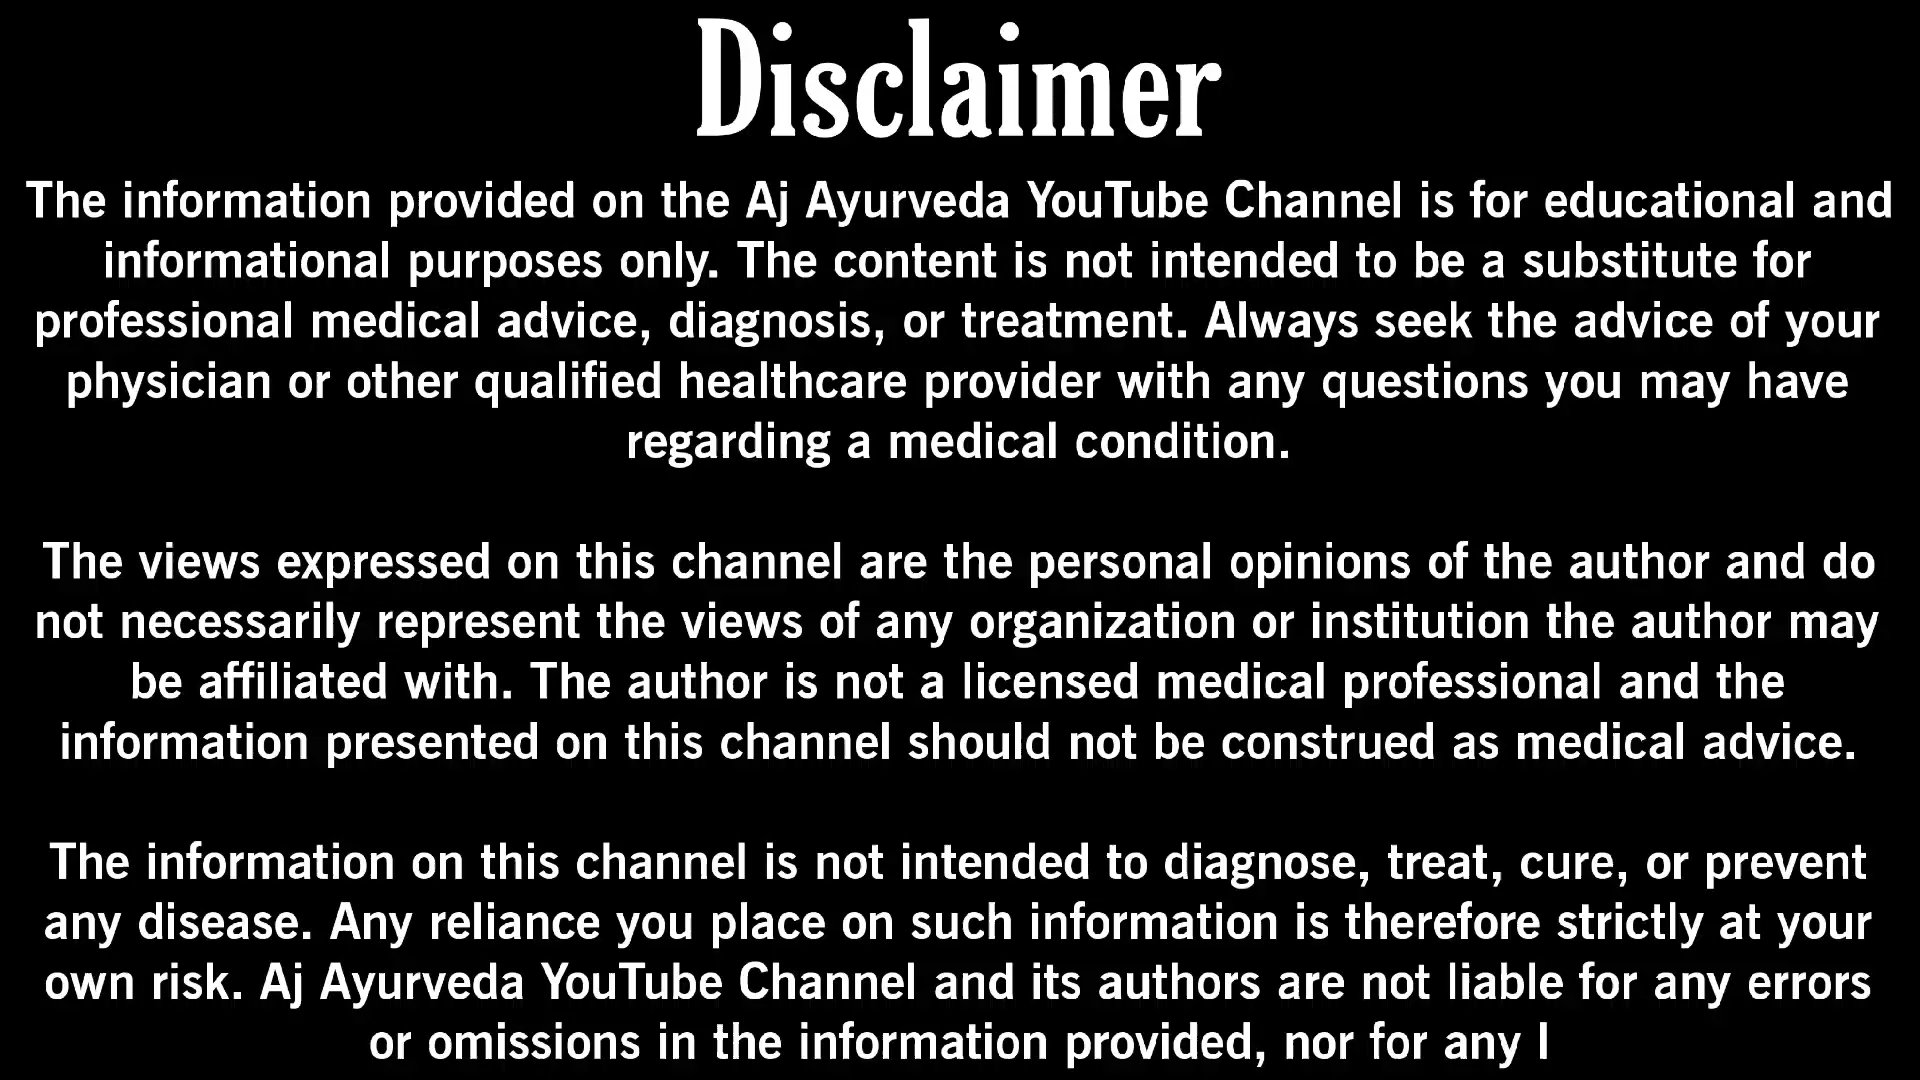 Disclaimer
The information provided on the Aj Ayurveda YouTube Channel is for educational and
informational purposes only. The content is not intended to be a substitute for
professional medical advice, diagnosis, or treatment. Always seek the advice of your
physician or other qualified healthcare provider with any questions you may have
regarding a medical condition.
The views expressed on this channel are the personal opinions of the author and do
not necessarily represent the views of any organization or institution the author may
be affiliated with. The author is not a licensed medical professional and the
information presented on this channel should not be construed as medical advice.
The information on this channel is not intended to diagnose, treat, cure, or prevent
any disease. Any reliance you place on such information is therefore strictly at your
own risk. Aj Ayurveda YouTube Channel and its authors are not liable for any errors
or omissions in the information provided, nor for any l